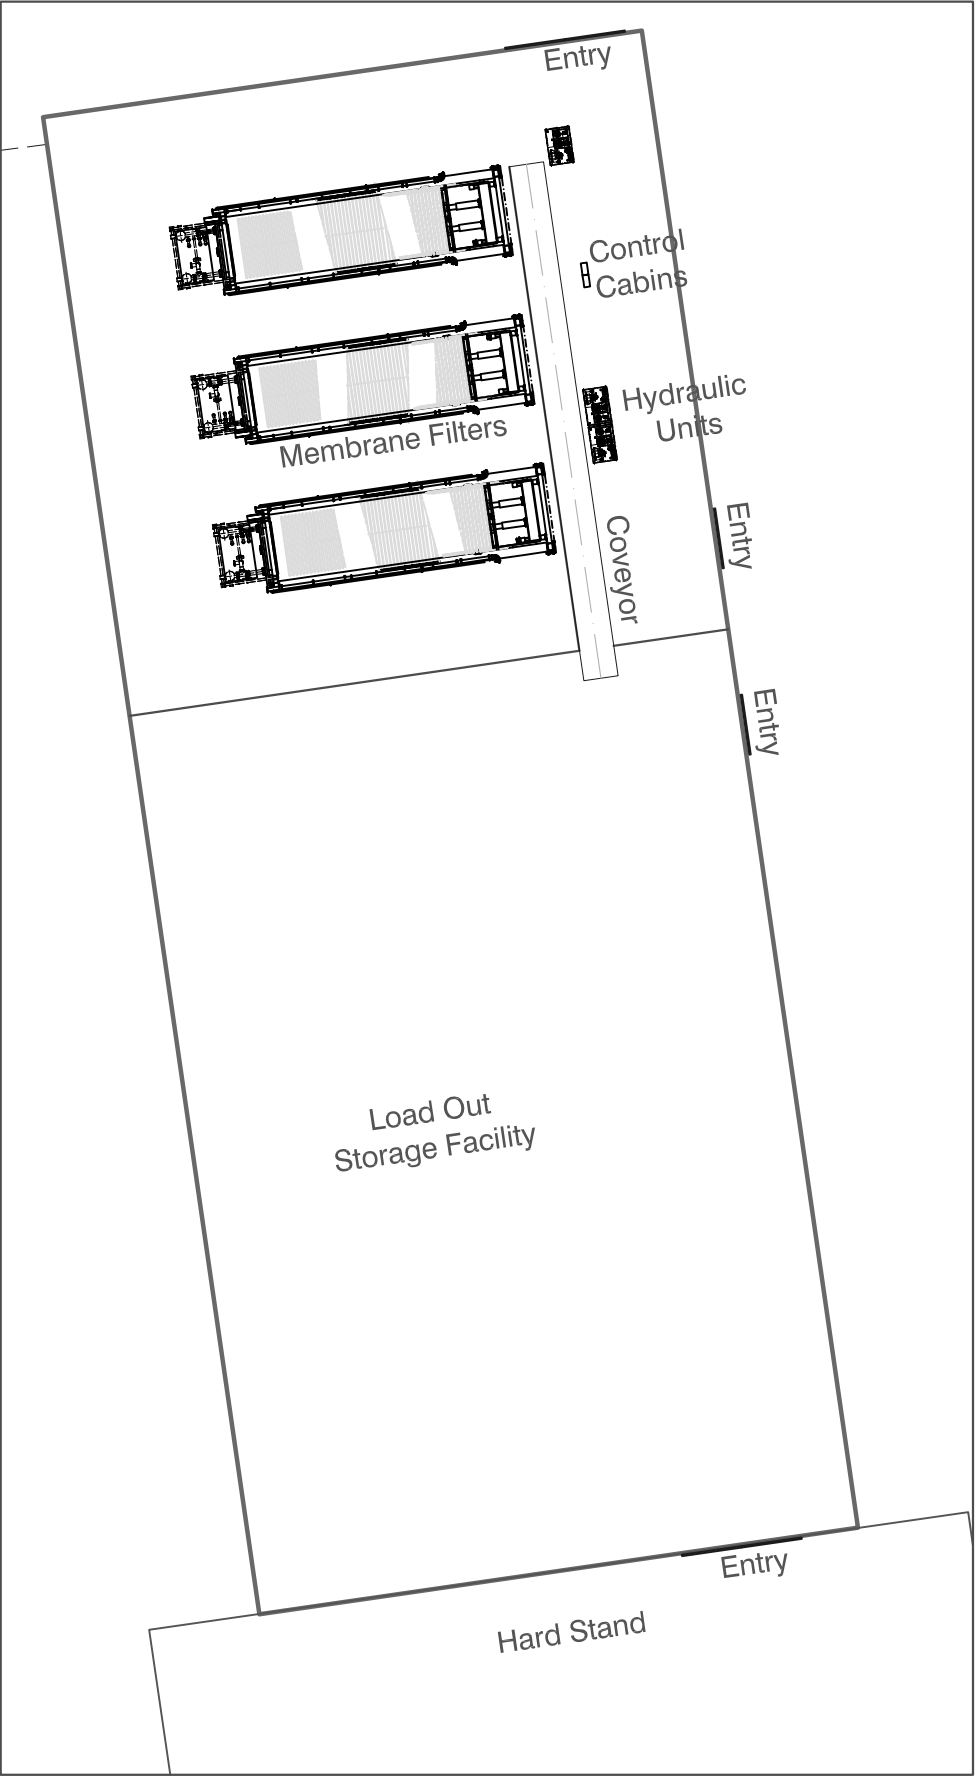 Entry
Control
Cabins
Hydraulic
Units
Membrane Filters
Entry
Coveyor
Entry
Load Out
Storage Facility
Entry
Hard Stand